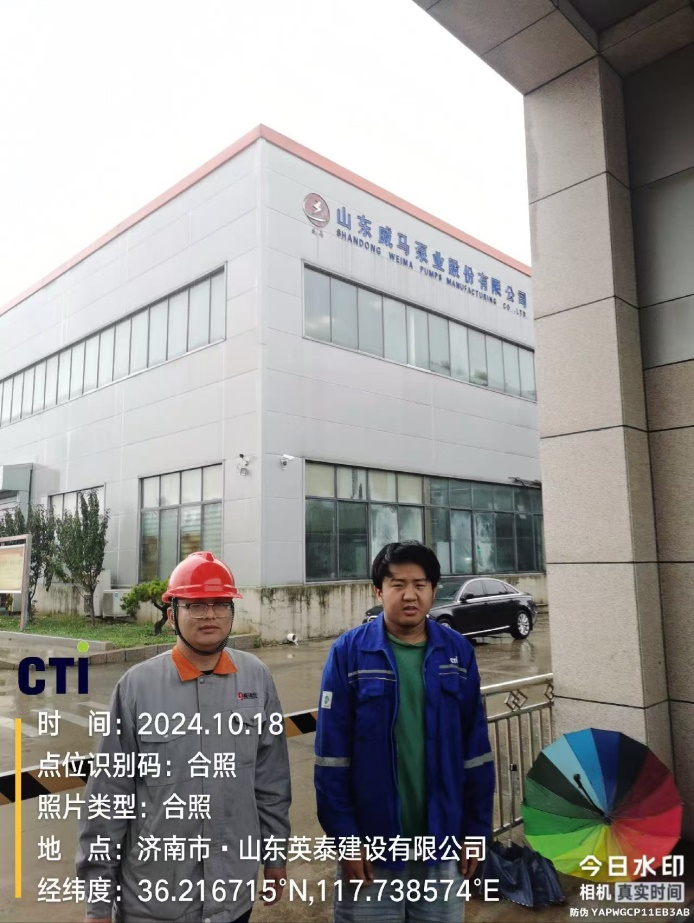 山东威马泵业股份有限公司
SHANDONG WEIMA PUMPS MANUFACTURING CO.,LTD.
CTI
CTI
时 间：2024.10.18
点位识别码：合照
照片类型：合照
地 点：济南市·山东英泰建设有限公司
经纬度：36.216715°N,117.738574°E
今日水印
相机 真实时间
防伪 YAPWGCP11EB3AB